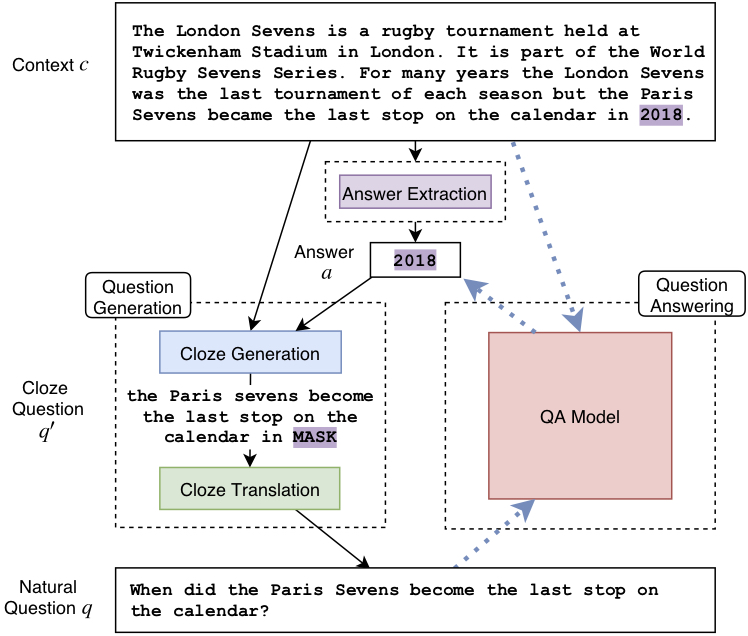 Context c
The London Sevens is a rugby tournament held at
Twickenham Stadium in London. It is part of the World
Rugby Sevens Series. For many years the London Sevens
was the last tournament of each season but the Paris
Sevens became the last stop on the calendar in 2018.
Answer Extraction
Answer
a
2018
Question
Generation
Question
Answering
Cloze Generation
Cloze
Question
q′
the Paris sevens become
the last stop on the
calendar in MASK
QA Model
Cloze Translation
Natural
Question q
When did the Paris Sevens become the last stop on
the calendar?